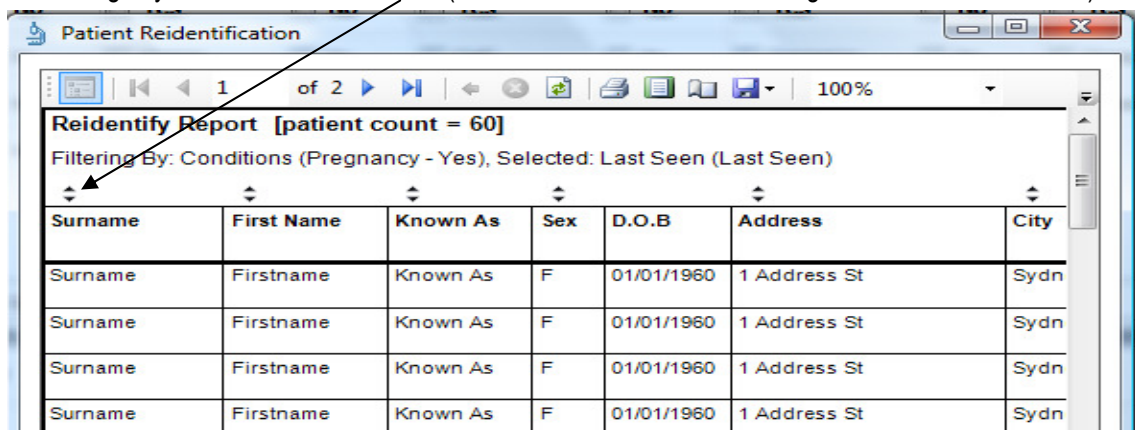 Patient Reidentification
1 of 2 100%
Reidentify Report [patient count = 60]
Filtering By: Conditions (Pregnancy - Yes), Selected: Last Seen (Last Seen)
Surname First Name Known As Sex D.O.B Address City
Surname Firstname Known As F 01/01/1960 1 Address St Sydn
Surname Firstname Known As F 01/01/1960 1 Address St Sydn
Surname Firstname Known As F 01/01/1960 1 Address St Sydn
Surname Firstname Known As F 01/01/1960 1 Address St Sydn